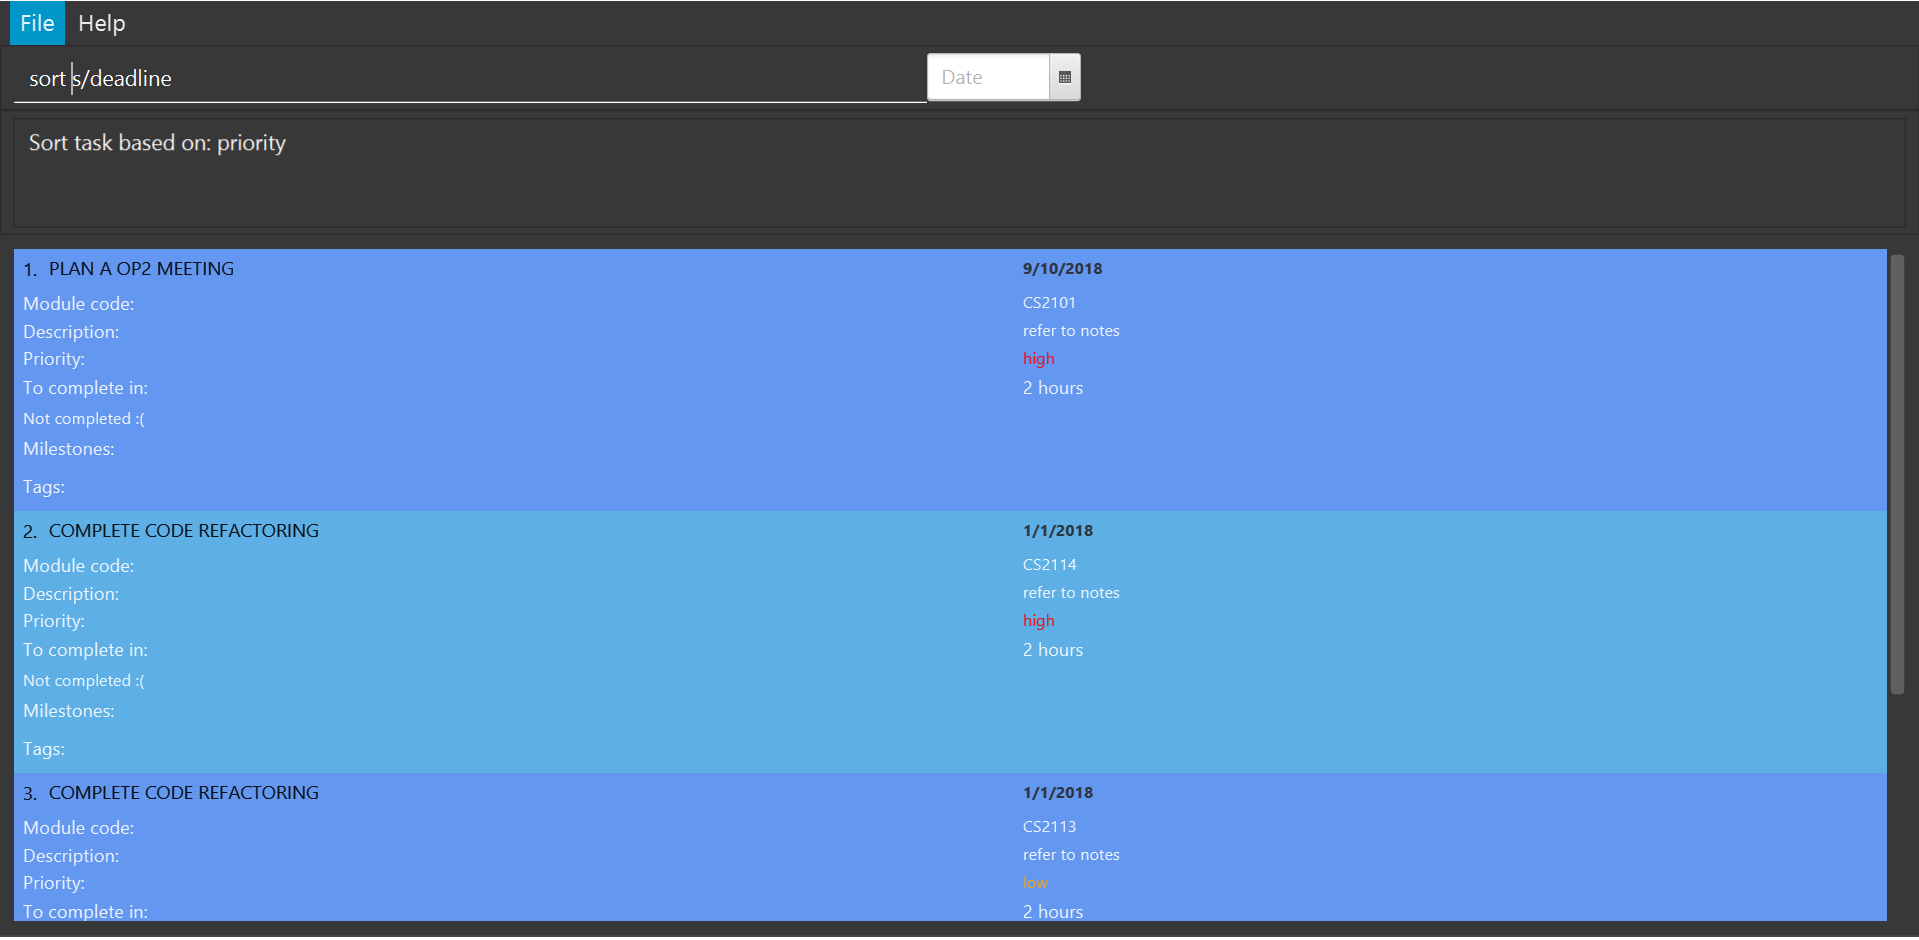 File Help
sort s/deadline Date
Sort task based on: priority
1. PLAN A OP2 MEETING 9/10/2018
Module code: CS2101
Description: refer to notes
Priority: high
To complete in: 2 hours
Not completed :(
Milestones:
Tags:
2. COMPLETE CODE REFACTORING 1/1/2018
Module code: CS2114
Description: refer to notes
Priority: high
To complete in: 2 hours
Not completed :(
Milestones:
Tags:
3. COMPLETE CODE REFACTORING 1/1/2018
Module code: CS2113
Description: refer to notes
Priority: low
To complete in: 2 hours